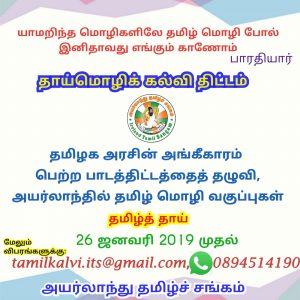 யாமறிந்த மொழிகளிலே தமிழ் மொழி போல்
இனிதாவது எங்கும் காணோம்
பாரதியார்
தாய்மொழிக் கல்வி திட்டம்
தமிழக அரசின் அங்கீகாரம்
பெற்ற பாடத்திட்டத்தைத் தழுவி,
அயர்லாந்தில் தமிழ் மொழி வகுப்புகள்
தமிழ்த் தாய்
மேலும்
விபரங்களுக்கு:
26 ஜனவரி 2019 முதல்
tamilkalvi.its@gmail.com, 0894514190
அயர்லாந்து தமிழ்ச் சங்கம்